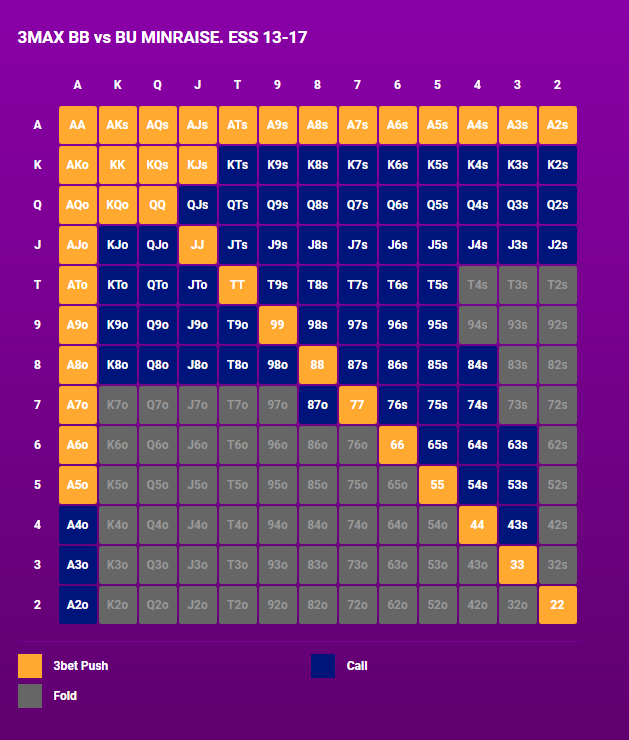 3MAX BB vs BU MINRAISE. ESS 13-17
A K Q J T 9 8 7 6 5 4 3 2
A AA AKs AQs AJs ATs A9s A8s A7s A6s A5s A4s A3s A2s
K AKo KK KQs KJs KTs K9s K8s K7s K6s K5s K4s K3s K2s
Q AQo KQo QQ QJs QTs Q9s Q8s Q7s Q6s Q5s Q4s Q3s Q2s
J AJo KJo QJo JJ JTs J9s J8s J7s J6s J5s J4s J3s J2s
T ATo KTo QTo JTo TT T9s T8s T7s T6s T5s T4s T3s T2s
9 A9o K9o Q9o J9o T9o 99 98s 97s 96s 95s 94s 93s 92s
8 A8o K8o Q8o J8o T8o 98o 88 87s 86s 85s 84s 83s 82s
7 A7o K7o Q7o J7o T7o 97o 87o 77 76s 75s 74s 73s 72s
6 A6o K6o Q6o J6o T6o 96o 86o 76o 66 65s 64s 63s 62s
5 A5o K5o Q5o J5o T5o 95o 85o 75o 65o 55 54s 53s 52s
4 A4o K4o Q4o J4o T4o 94o 84o 74o 64o 54o 44 43s 42s
3 A3o K3o Q3o J3o T3o 93o 83o 73o 63o 53o 43o 33 32s
2 A2o K2o Q2o J2o T2o 92o 82o 72o 62o 52o 42o 32o 22
3bet Push Call
Fold